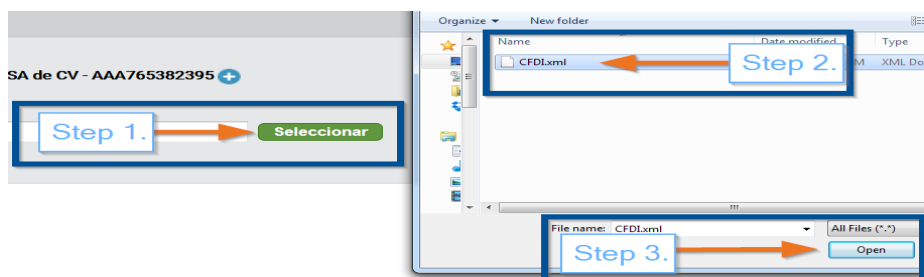 SA de CV - AAA765382395
Step 1.
Seleccionar
Organize New folder
Name Date modified Type
CFDI.xml M XML Do
Step 2.
File name: CFDI.xml All Files (*.*)
Step 3.
Open